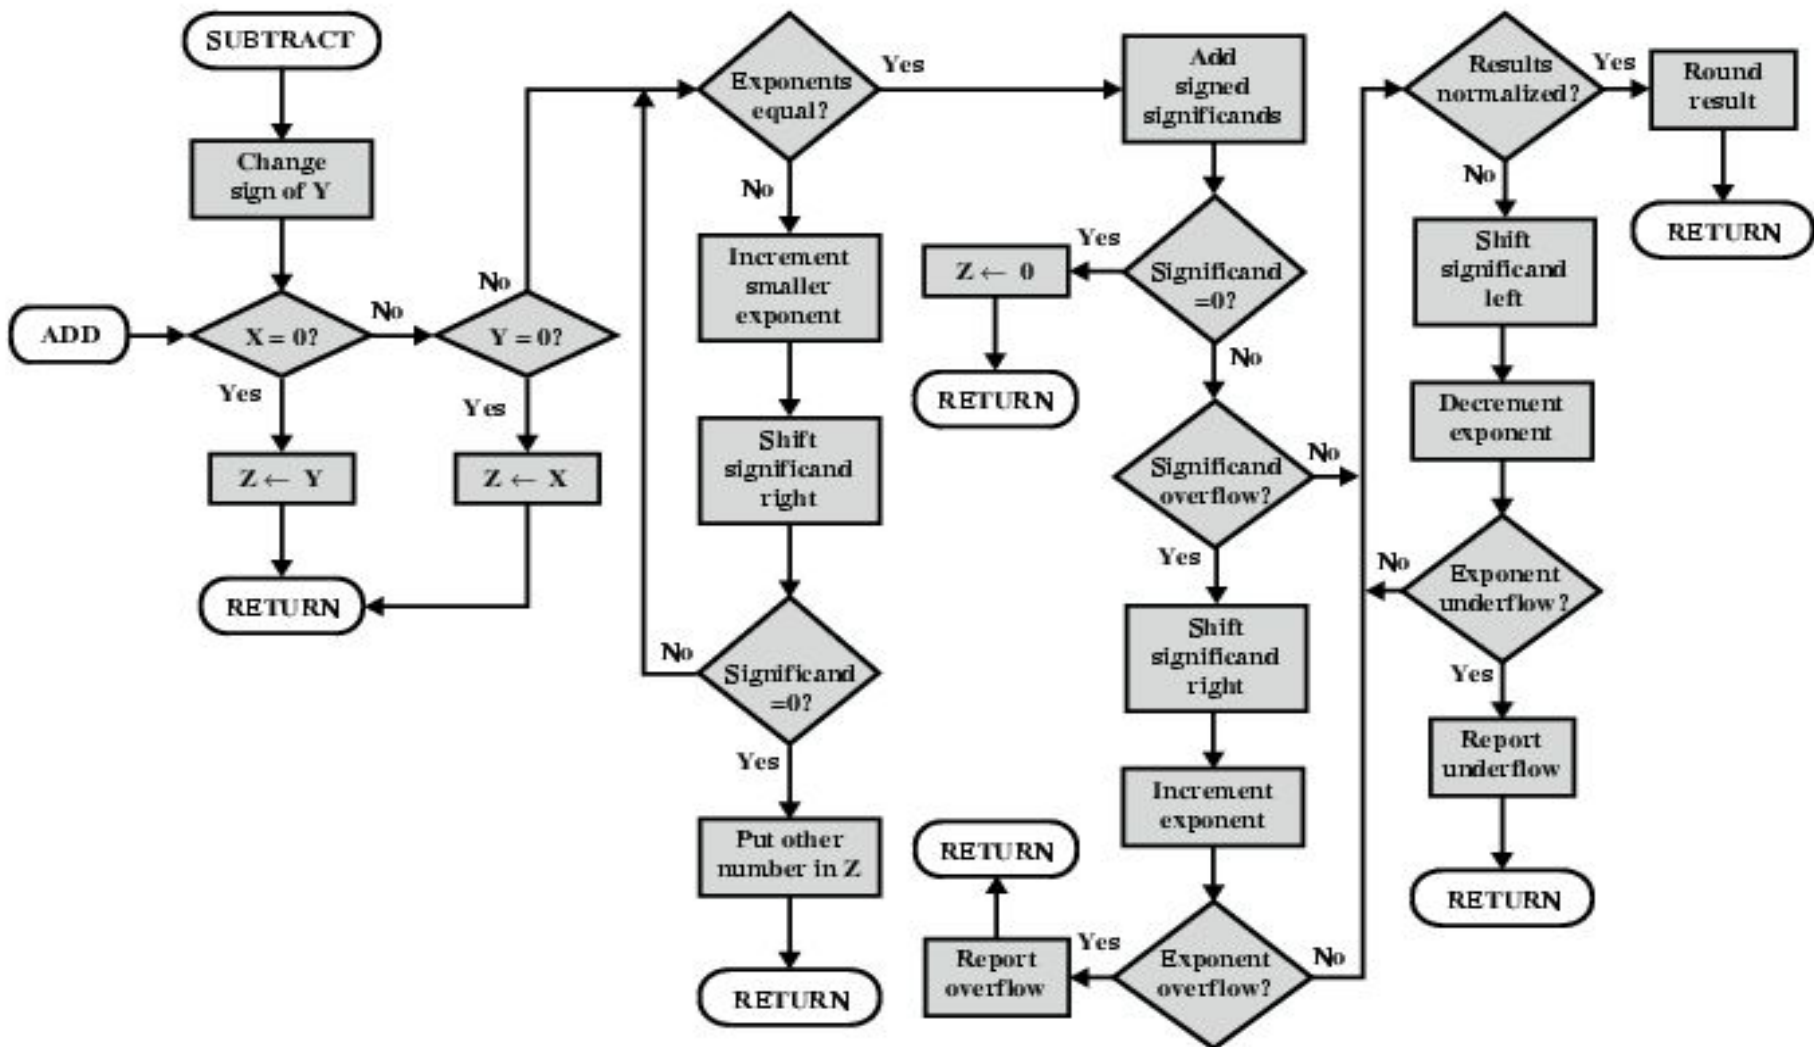 SUBTRACT
Change
sign of Y
ADD
X = 0?
No
Yes
Z ← Y
RETURN
Y = 0?
No
Yes
Z ← X
Exponents
equal?
Yes
No
Increment
smaller
exponent
Shift
significand
right
Significand
=0?
No
Yes
Put other
number in Z
RETURN
Add
signed
significands
Significand
=0?
Yes
Z ← 0
RETURN
No
Significand
overflow?
No
Yes
Shift
significand
right
Increment
exponent
Exponent
overflow?
Yes
Report
overflow
RETURN
No
Results
normalized?
Yes
Round
result
RETURN
No
Shift
significand
left
Decrement
exponent
Exponent
underflow?
No
Yes
Report
underflow
RETURN